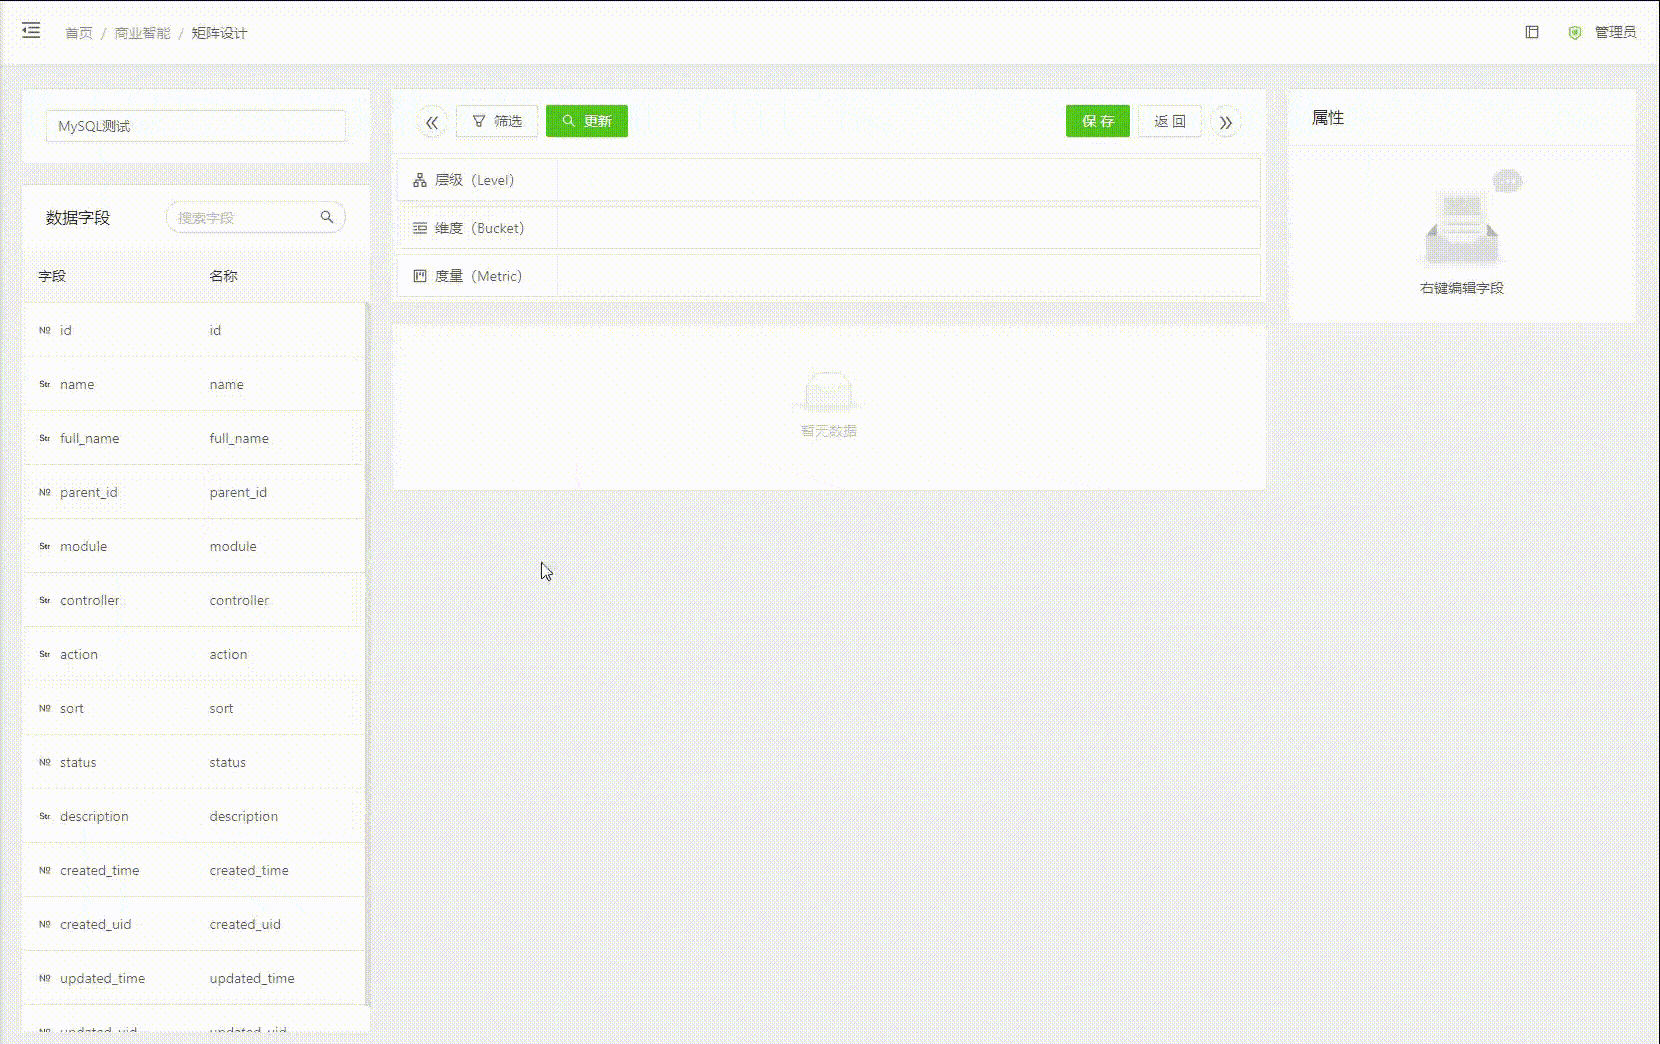 首页 / 商业智能 / 矩阵设计
管理员
MySQL测试
数据字段
搜索字段
字段 名称
№ id id
Str name name
Str full_name full_name
№ parent_id parent_id
Str module module
Str controller controller
Str action action
№ sort sort
№ status status
Str description description
№ created_time created_time
№ created_uid created_uid
№ updated_time updated_time
№ updated_uid updated_uid
筛选
更新
保 存
返 回
层级（Level）
维度（Bucket）
度量（Metric）
暂无数据
属性
右键编辑字段